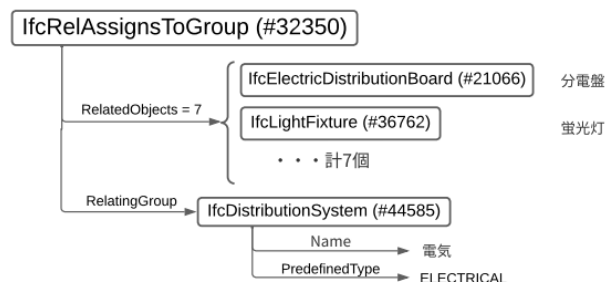 IfcRelAssignsToGroup (#32350)
IfcElectricDistributionBoard (#21066) 分電盤
RelatedObjects = 7
IfcLightFixture (#36762) 蛍光灯
・・・計7個
RelatingGroup
IfcDistributionSystem (#44585)
Name
電気
PredefinedType
ELECTRICAL